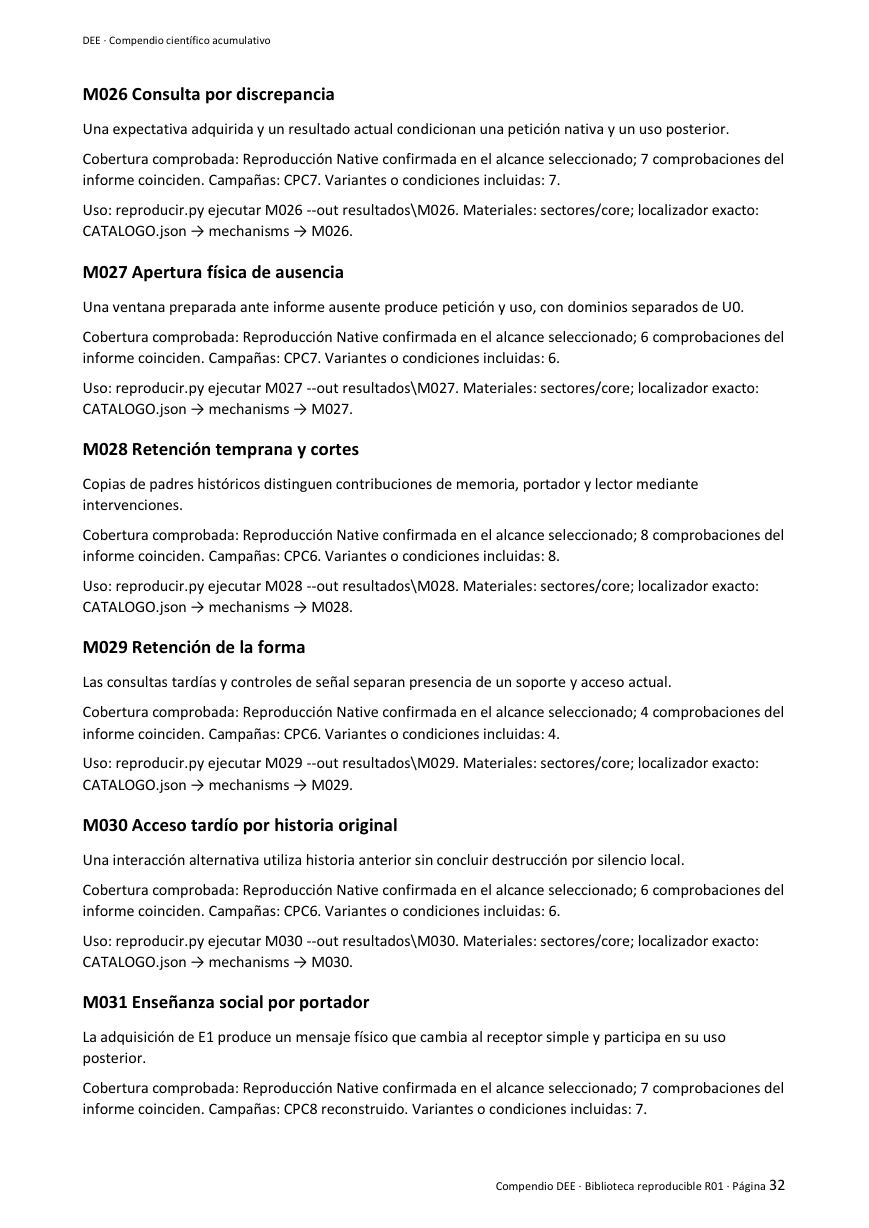 DEE · Compendio científico acumulativo
M026 Consulta por discrepancia
Una expectativa adquirida y un resultado actual condicionan una petición nativa y un uso posterior.
Cobertura comprobada: Reproducción Native confirmada en el alcance seleccionado; 7 comprobaciones del
informe coinciden. Campañas: CPC7. Variantes o condiciones incluidas: 7.
Uso: reproducir.py ejecutar M026 --out resultados\M026. Materiales: sectores/core; localizador exacto:
CATALOGO.json → mechanisms → M026.
M027 Apertura física de ausencia
Una ventana preparada ante informe ausente produce petición y uso, con dominios separados de U0.
Cobertura comprobada: Reproducción Native confirmada en el alcance seleccionado; 6 comprobaciones del
informe coinciden. Campañas: CPC7. Variantes o condiciones incluidas: 6.
Uso: reproducir.py ejecutar M027 --out resultados\M027. Materiales: sectores/core; localizador exacto:
CATALOGO.json → mechanisms → M027.
M028 Retención temprana y cortes
Copias de padres históricos distinguen contribuciones de memoria, portador y lector mediante
intervenciones.
Cobertura comprobada: Reproducción Native confirmada en el alcance seleccionado; 8 comprobaciones del
informe coinciden. Campañas: CPC6. Variantes o condiciones incluidas: 8.
Uso: reproducir.py ejecutar M028 --out resultados\M028. Materiales: sectores/core; localizador exacto:
CATALOGO.json → mechanisms → M028.
M029 Retención de la forma
Las consultas tardías y controles de señal separan presencia de un soporte y acceso actual.
Cobertura comprobada: Reproducción Native confirmada en el alcance seleccionado; 4 comprobaciones del
informe coinciden. Campañas: CPC6. Variantes o condiciones incluidas: 4.
Uso: reproducir.py ejecutar M029 --out resultados\M029. Materiales: sectores/core; localizador exacto:
CATALOGO.json → mechanisms → M029.
M030 Acceso tardío por historia original
Una interacción alternativa utiliza historia anterior sin concluir destrucción por silencio local.
Cobertura comprobada: Reproducción Native confirmada en el alcance seleccionado; 6 comprobaciones del
informe coinciden. Campañas: CPC6. Variantes o condiciones incluidas: 6.
Uso: reproducir.py ejecutar M030 --out resultados\M030. Materiales: sectores/core; localizador exacto:
CATALOGO.json → mechanisms → M030.
M031 Enseñanza social por portador
La adquisición de E1 produce un mensaje físico que cambia al receptor simple y participa en su uso
posterior.
Cobertura comprobada: Reproducción Native confirmada en el alcance seleccionado; 7 comprobaciones del
informe coinciden. Campañas: CPC8 reconstruido. Variantes o condiciones incluidas: 7.
Compendio DEE · Biblioteca reproducible R01 · Página 32